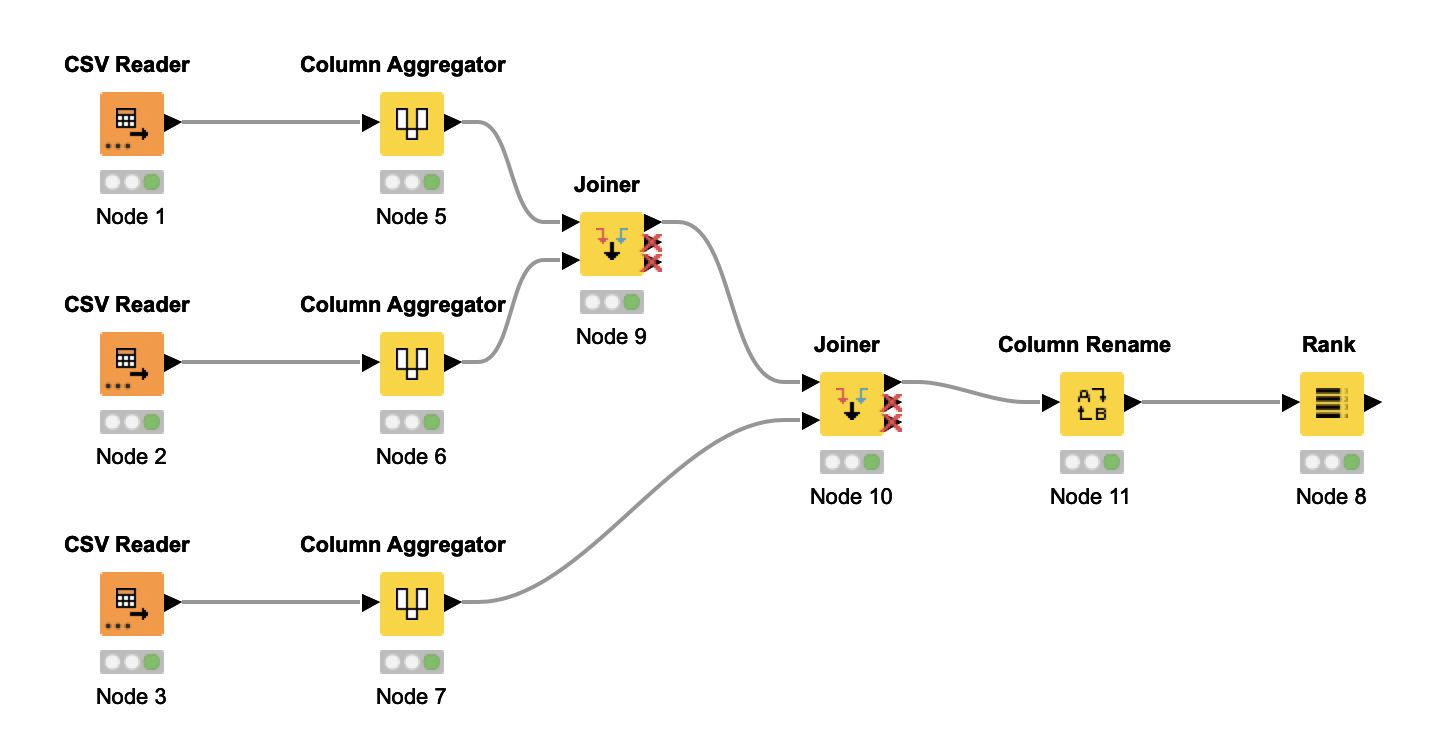 CSV Reader
Column Aggregator
Node 1
Node 5
Joiner
Node 9
CSV Reader
Column Aggregator
Node 2
Node 6
Joiner
Column Rename
Rank
A
B
Node 10
Node 11
Node 8
CSV Reader
Column Aggregator
Node 3
Node 7